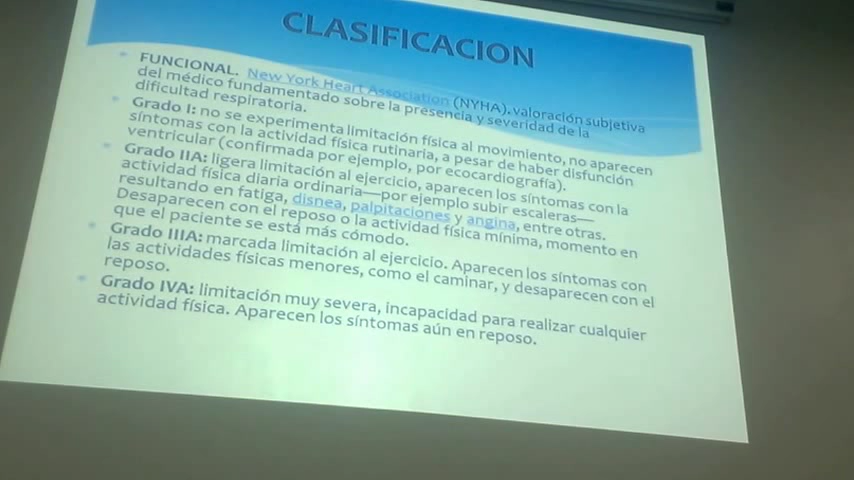 CLASIFICACION
FUNCIONAL. New York Heart Association (NYHA). valoración subjetiva
del médico fundamentado sobre la presencia y severidad de la
dificultad respiratoria.
Grado I: no se experimenta limitación física al movimiento, no aparecen
síntomas con la actividad física rutinaria, a pesar de haber disfunción
ventricular (confirmada por ejemplo, por ecocardiografía).
Grado IIA: ligera limitación al ejercicio, aparecen los síntomas con la
actividad física diaria ordinaria—por ejemplo subir escaleras—
resultando en fatiga, disnea, palpitaciones y angina, entre otras.
Desaparecen con el reposo o la actividad física mínima, momento en
que el paciente se está más cómodo.
Grado IIIA: marcada limitación al ejercicio. Aparecen los síntomas con
las actividades físicas menores, como el caminar, y desaparecen con el
reposo.
Grado IVA: limitación muy severa, incapacidad para realizar cualquier
actividad física. Aparecen los síntomas aún en reposo.